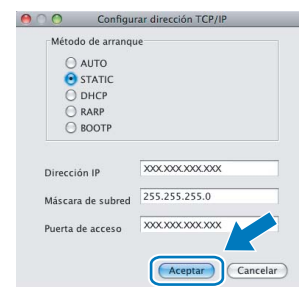 Configurar dirección TCP/IP
Método de arranque
AUTO
STATIC
DHCP
RARP
BOOTP
Dirección IP XXX.XXX.XXX.XXX
Máscara de subred 255.255.255.0
Puerta de acceso XXX.XXX.XXX.XXX
Aceptar Cancelar